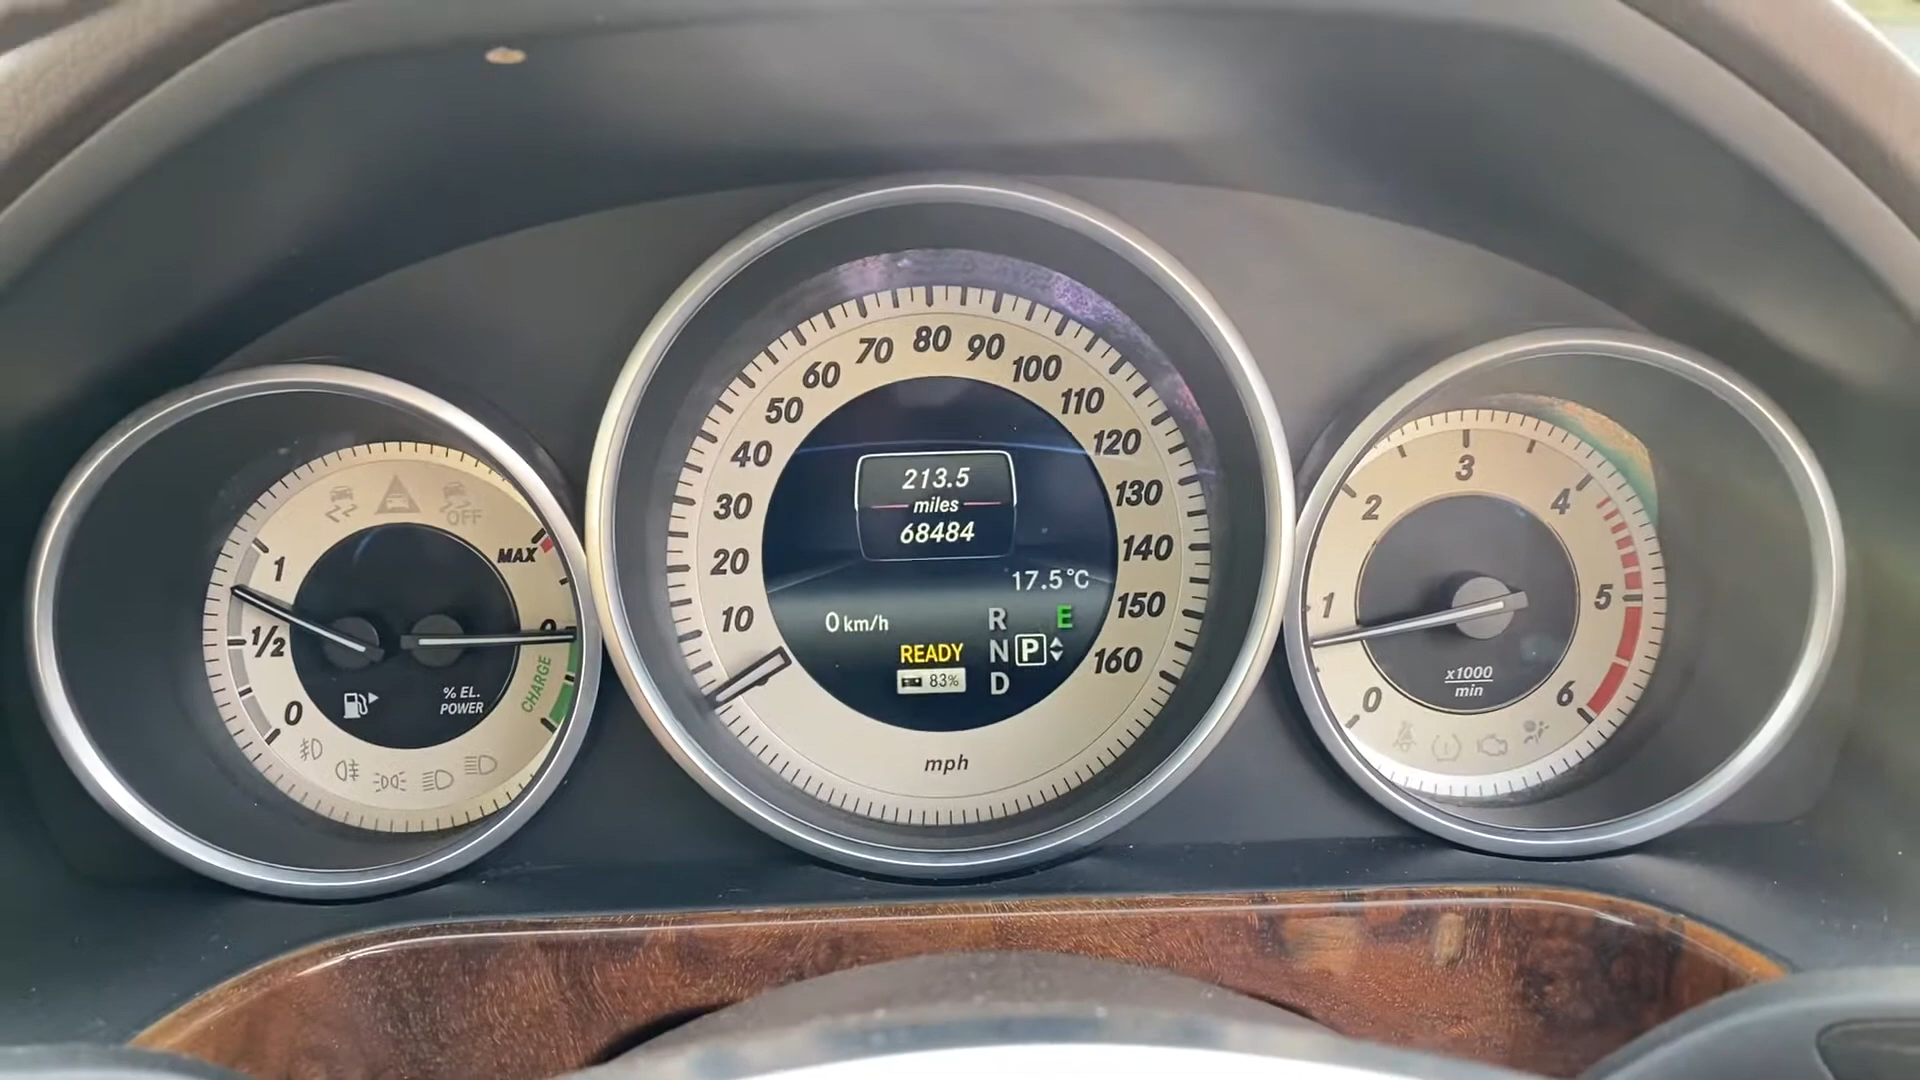 OFF
MAX
1
1/2
0
0
CHARGE
% EL.
POWER
10
20
30
40
50
60
70
80
90
100
110
120
130
140
150
160
mph
213.5
miles
68484
17.5°C
0 km/h
READY
83%
R
N
D
P
E
0
1
2
3
4
5
6
x1000
min